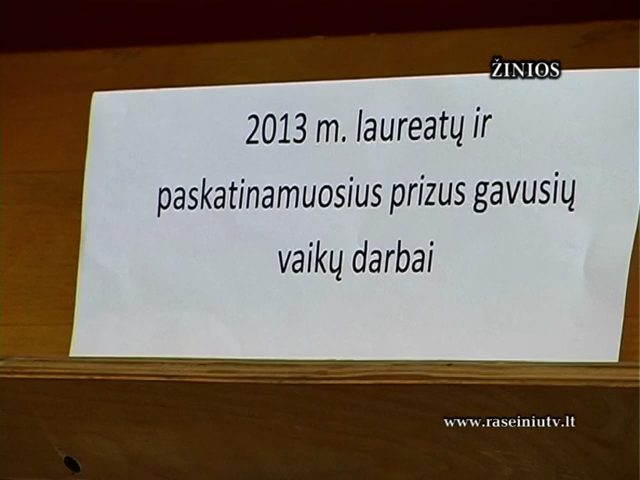 ŽINIOS
2013 m. laureatų ir
paskatinamuosius prizus gavusių
vaikų darbai
www.raseiniutv.lt